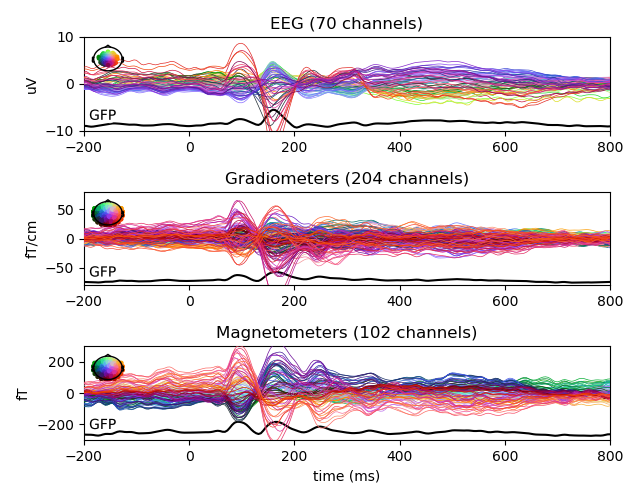 EEG (70 channels)
10
0
−10
uV
GFP
−200 0 200 400 600 800
Gradiometers (204 channels)
50
0
−50
fT/cm
GFP
−200 0 200 400 600 800
Magnetometers (102 channels)
200
0
−200
fT
GFP
−200 0 200 400 600 800
time (ms)